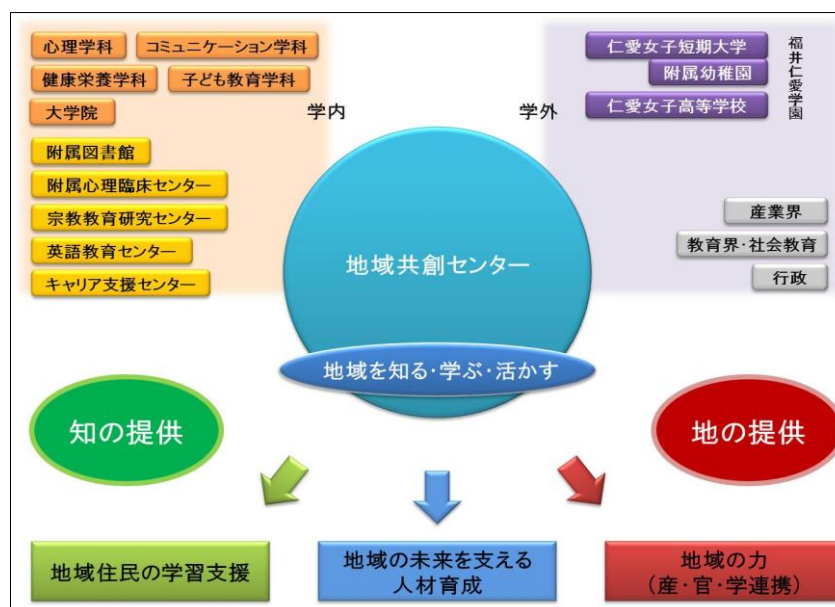 心理学科
コミュニケーション学科
健康栄養学科
子ども教育学科
大学院
附属図書館
附属心理臨床センター
宗教教育研究センター
英語教育センター
キャリア支援センター
学内
学外
仁愛女子短期大学
附属幼稚園
仁愛女子高等学校
福井仁愛学園
産業界
教育界・社会教育
行政
地域共創センター
地域を知る・学ぶ・活かす
知の提供
地の提供
地域住民の学習支援
地域の未来を支える
人材育成
地域の力
（産・官・学連携）